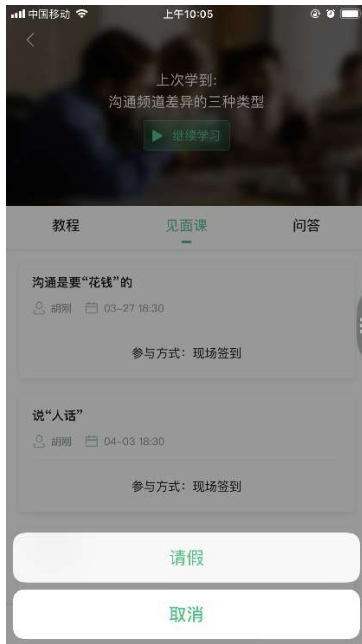 中国移动
上午10:05
上次学到:
沟通频道差异的三种类型
继续学习
教程
见面课
问答
沟通是要“花钱”的
胡刚 03-27 18:30
参与方式：现场签到
说“人话”
胡刚 04-03 18:30
参与方式：现场签到
请假
取消